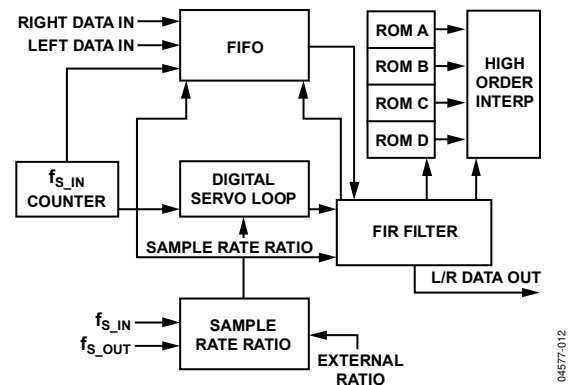 RIGHT DATA IN
LEFT DATA IN
FIFO
ROM A
ROM B
ROM C
ROM D
HIGH
ORDER
INTERP
fS_IN
COUNTER
DIGITAL
SERVO LOOP
FIR FILTER
SAMPLE RATE RATIO
L/R DATA OUT
fS_IN
fS_OUT
SAMPLE
RATE RATIO
EXTERNAL
RATIO
04577-012